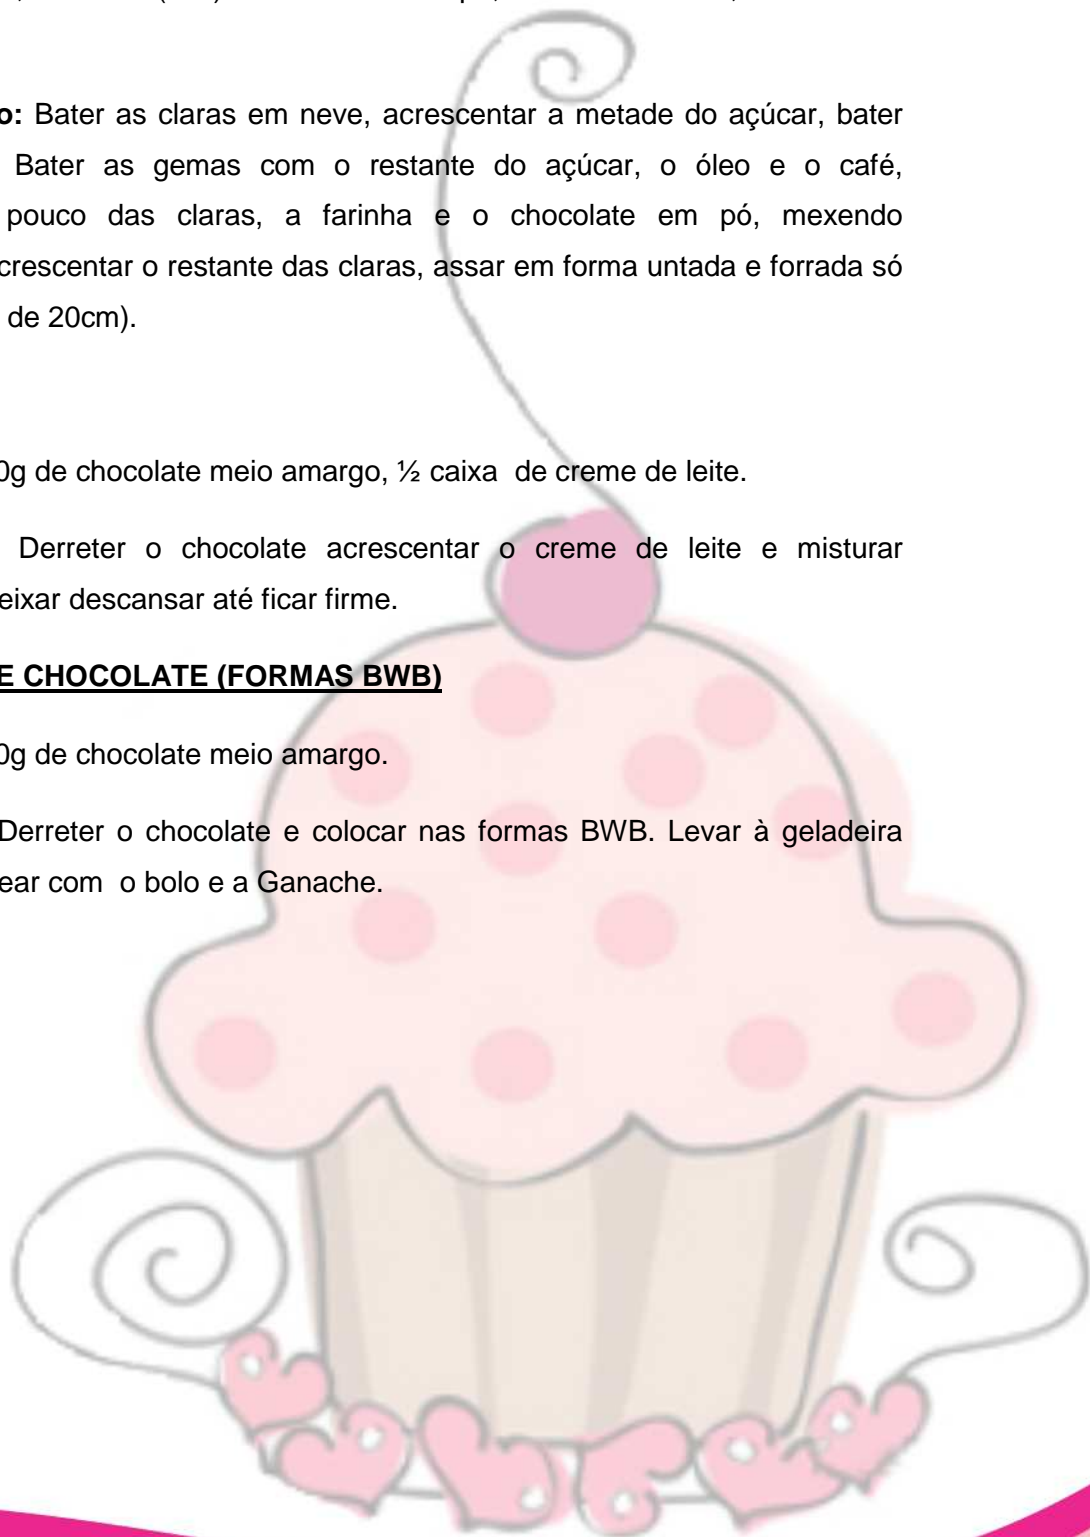 o: Bater as claras em neve, acrescentar a metade do açúcar, bater
Bater as gemas com o restante do açúcar, o óleo e o café,
pouco das claras, a farinha e o chocolate em pó, mexendo
crescentar o restante das claras, assar em forma untada e forrada só
de 20cm).
0g de chocolate meio amargo, ½ caixa de creme de leite.
Derreter o chocolate acrescentar o creme de leite e misturar
eixar descansar até ficar firme.
E CHOCOLATE (FORMAS BWB)
0g de chocolate meio amargo.
Derreter o chocolate e colocar nas formas BWB. Levar à geladeira
ear com o bolo e a Ganache.